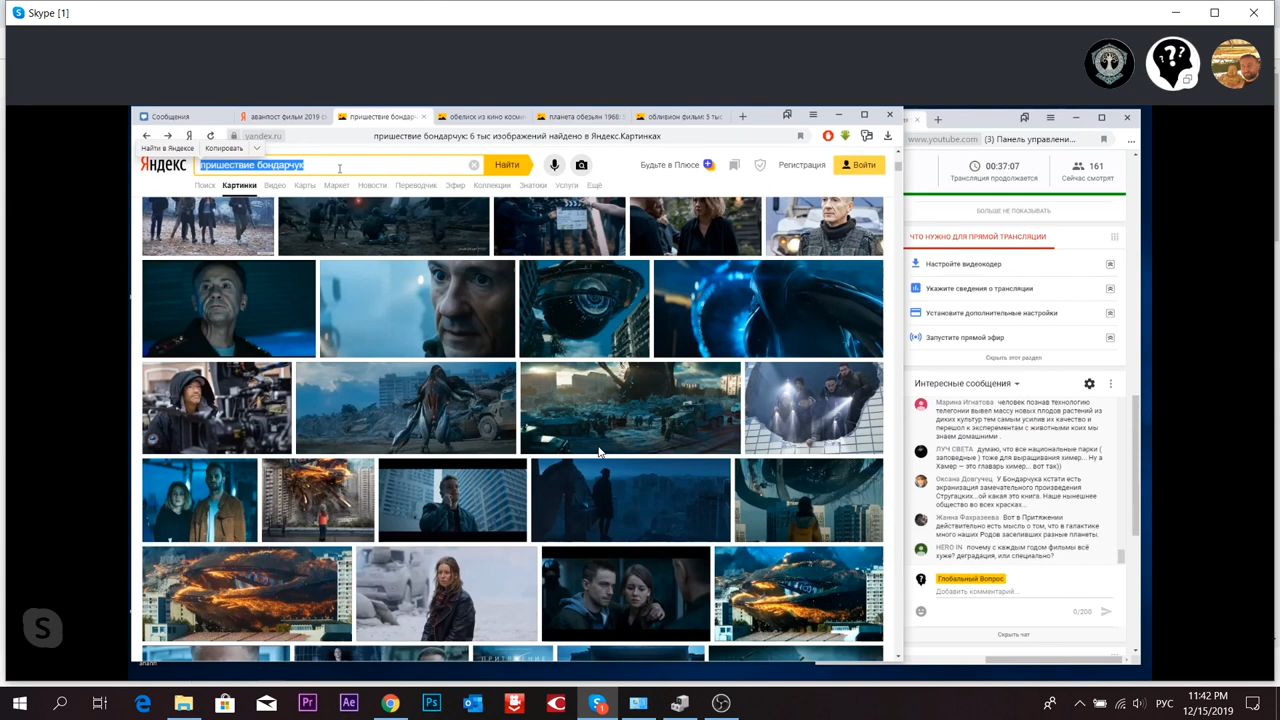 Skype [1]
Сообщения
аванпост фильм 2019 с
пришествие бондарч
обелиск из кино косми
планета обезьян 1968: 5
обливион фильм: 5 тыс
yandex.ru
пришествие бондарчук: 6 тыс изображений найдено в Яндекс.Картинках
www.youtube.com
(3) Панель управлени...
Найти в Яндексе
Копировать
Яндекс
пришествие бондарчук
Найти
Будьте в Плюсе
Регистрация
Войти
Поиск
Картинки
Видео
Карты
Маркет
Новости
Переводчик
Эфир
Коллекции
Знатоки
Услуги
Ещё
00:37:07
Трансляция продолжается
161
Сейчас смотрят
БОЛЬШЕ НЕ ПОКАЗЫВАТЬ
ЧТО НУЖНО ДЛЯ ПРЯМОЙ ТРАНСЛЯЦИИ
Настройте видеокодер
Укажите сведения о трансляции
Установите дополнительные настройки
Запустите прямой эфир
Скрыть этот раздел
Интересные сообщения
Марина Игнатова человек познав технологию
телегонии вывел массу новых плодов растений из
диких культур тем самым усилив их качество и
перешол к эксперементам с животными коих мы
знаем домашними .
ЛУЧ СВЕТА думаю, что все национальные парки (
заповедные ) тоже для выращивания химер... Ну а
Хамер — это главарь химер... вот так))
Оксана Довгучец У Бондарчука кстати есть
экранизация замечательного произведения
Стругацких...ой какая это книга. Наше нынешнее
общество во всех красках...
Жанна Фахразеева Вот в Притяжении
действительно есть мысль о том, что в галактике
много наших Родов заселивших разные планеты.
HERO IN почему с каждым годом фильмы всё
хуже? деградация, или специально?
Глобальный Вопрос
Добавить комментарий...
0/200
Скрыть чат
ПРИТЯЖЕНИЕ
РУС
11:42 PM
12/15/2019